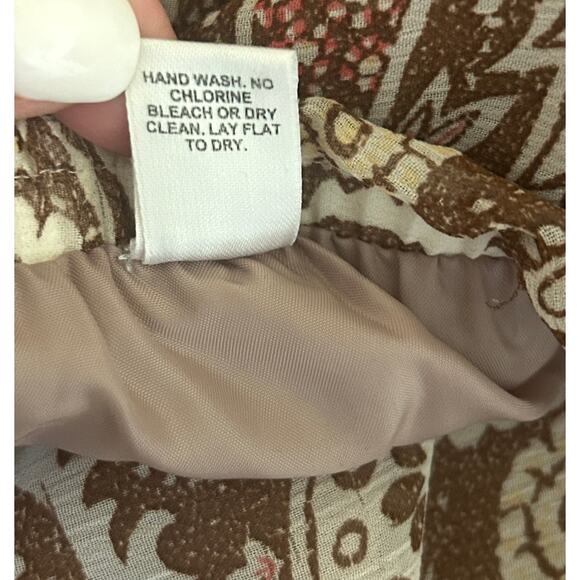 HAND WASH. NO
CHLORINE
BLEACH OR DRY
CLEAN. LAY FLAT
TO DRY.